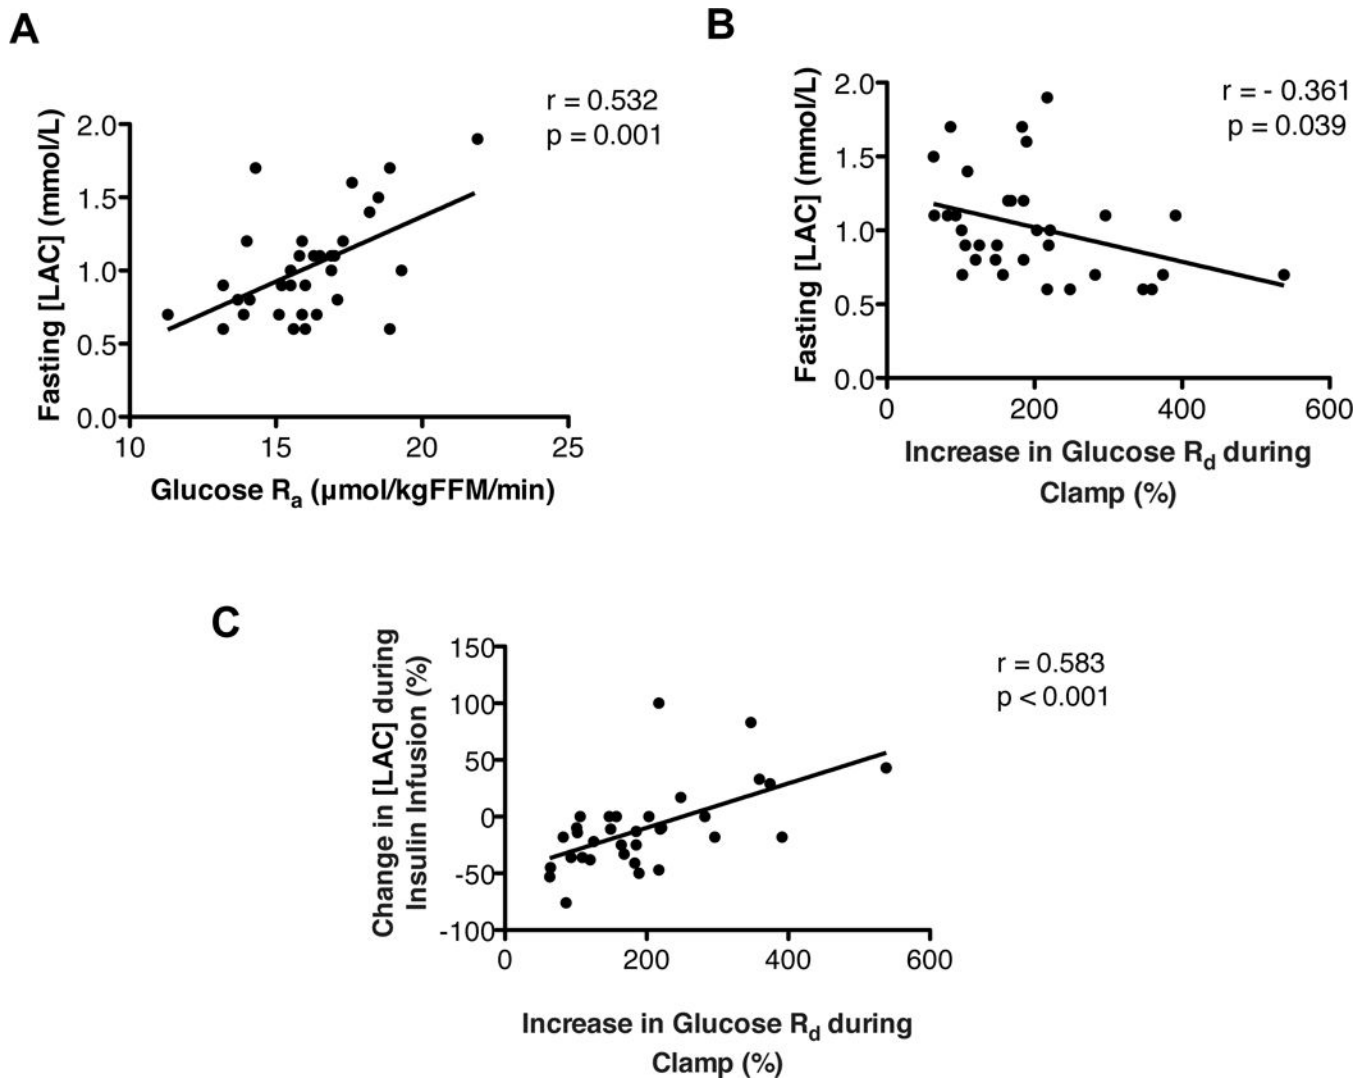 A
r = 0.532
p = 0.001
Fasting [LAC] (mmol/L)
2.0
1.5
1.0
0.5
0.0
10 15 20 25
Glucose Ra (µmol/kgFFM/min)
B
r = - 0.361
p = 0.039
Fasting [LAC] (mmol/L)
2.0
1.5
1.0
0.5
0.0
0 200 400 600
Increase in Glucose Rd during
Clamp (%)
C
r = 0.583
p < 0.001
Change in [LAC] during
Insulin Infusion (%)
150
100
50
0
-50
-100
0 200 400 600
Increase in Glucose Rd during
Clamp (%)